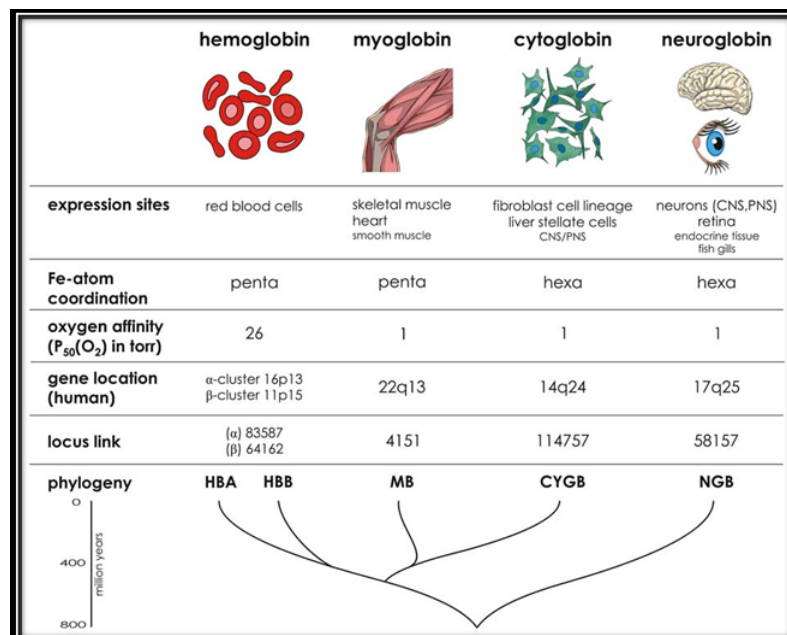 hemoglobin myoglobin cytoglobin neuroglobin
expression sites red blood cells skeletal muscle fibroblast cell lineage neurons (CNS,PNS)
heart liver stellate cells retina
smooth muscle CNS/PNS endocrine tissue
fish gills
Fe-atom
coordination penta penta hexa hexa
oxygen affinity
(P₅₀(O₂) in torr) 26 1 1 1
gene location
(human) α-cluster 16p13
β-cluster 11p15 22q13 14q24 17q25
locus link (α) 83587
(β) 64162 4151 114757 58157
phylogeny HBA HBB MB CYGB NGB
0
400
800
million years